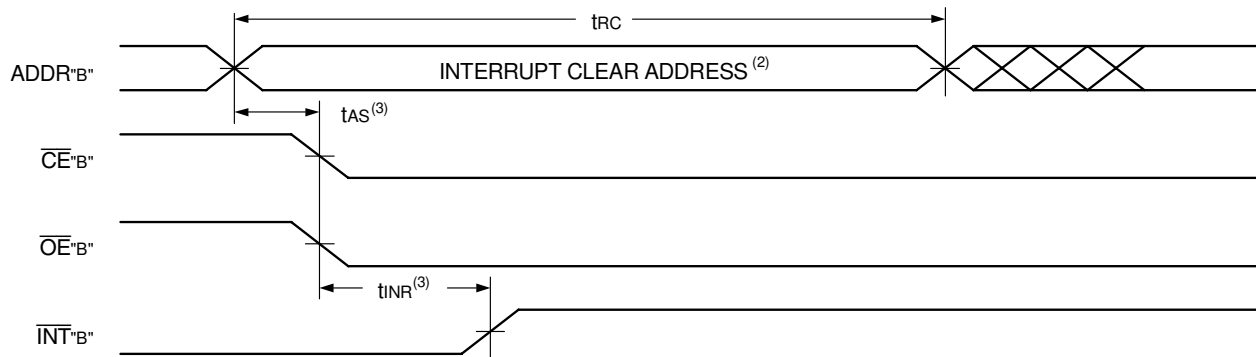 tRC
ADDR"B"
INTERRUPT CLEAR ADDRESS (2)
tAS(3)
CE"B"
OE"B"
tINR(3)
INT"B"